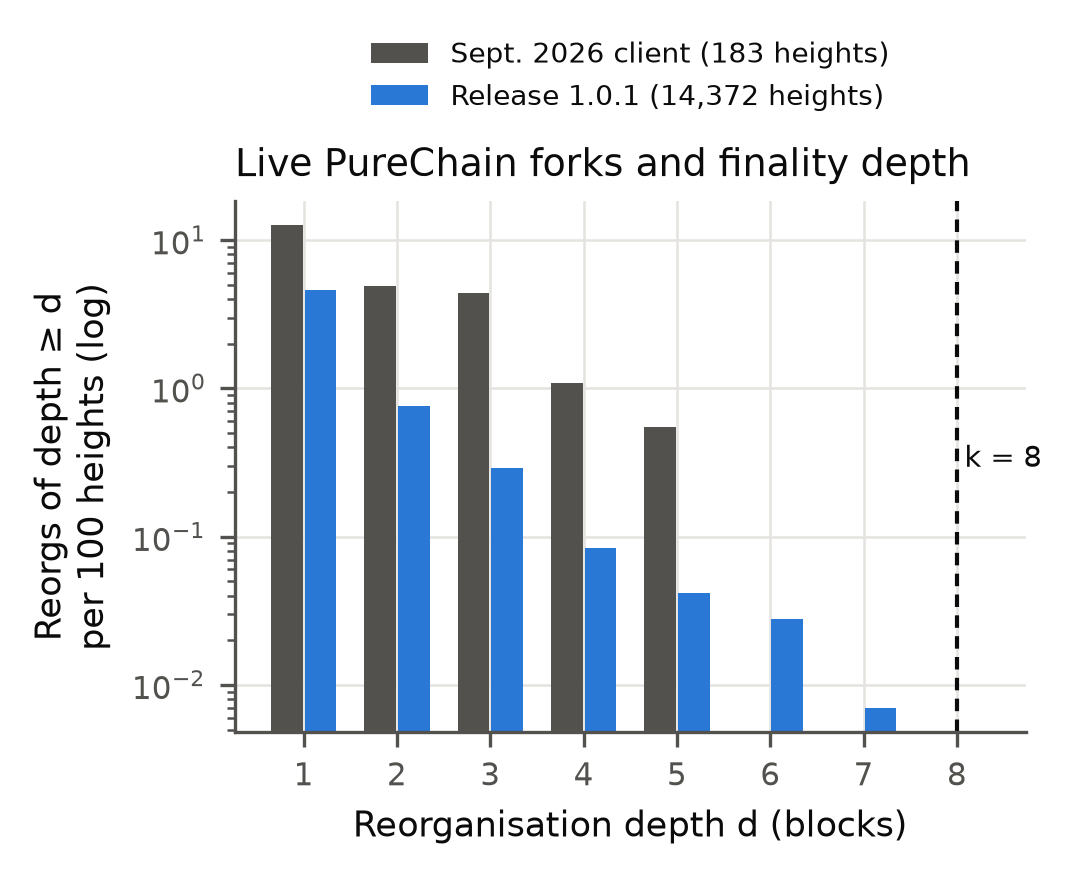 Sept. 2026 client (183 heights)
Release 1.0.1 (14,372 heights)
Live PureChain forks and finality depth
Reorgs of depth ≥ d
per 100 heights (log)
10¹
10⁰
10⁻¹
10⁻²
k = 8
1 2 3 4 5 6 7 8
Reorganisation depth d (blocks)